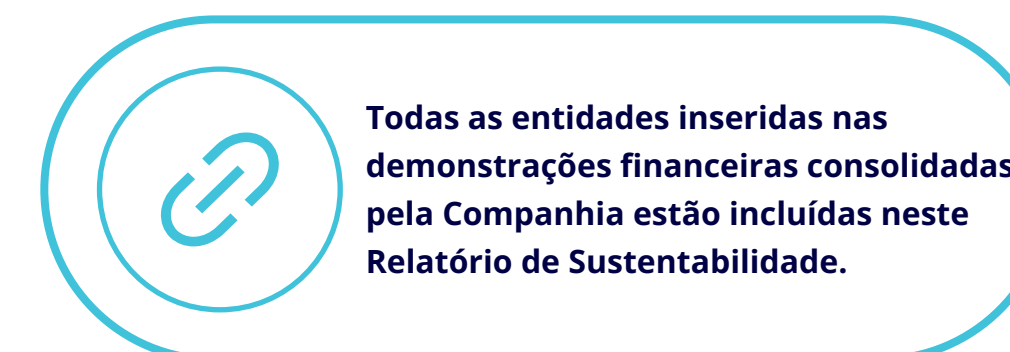 Todas as entidades inseridas nas
demonstrações financeiras consolidadas
pela Companhia estão incluídas neste
Relatório de Sustentabilidade.